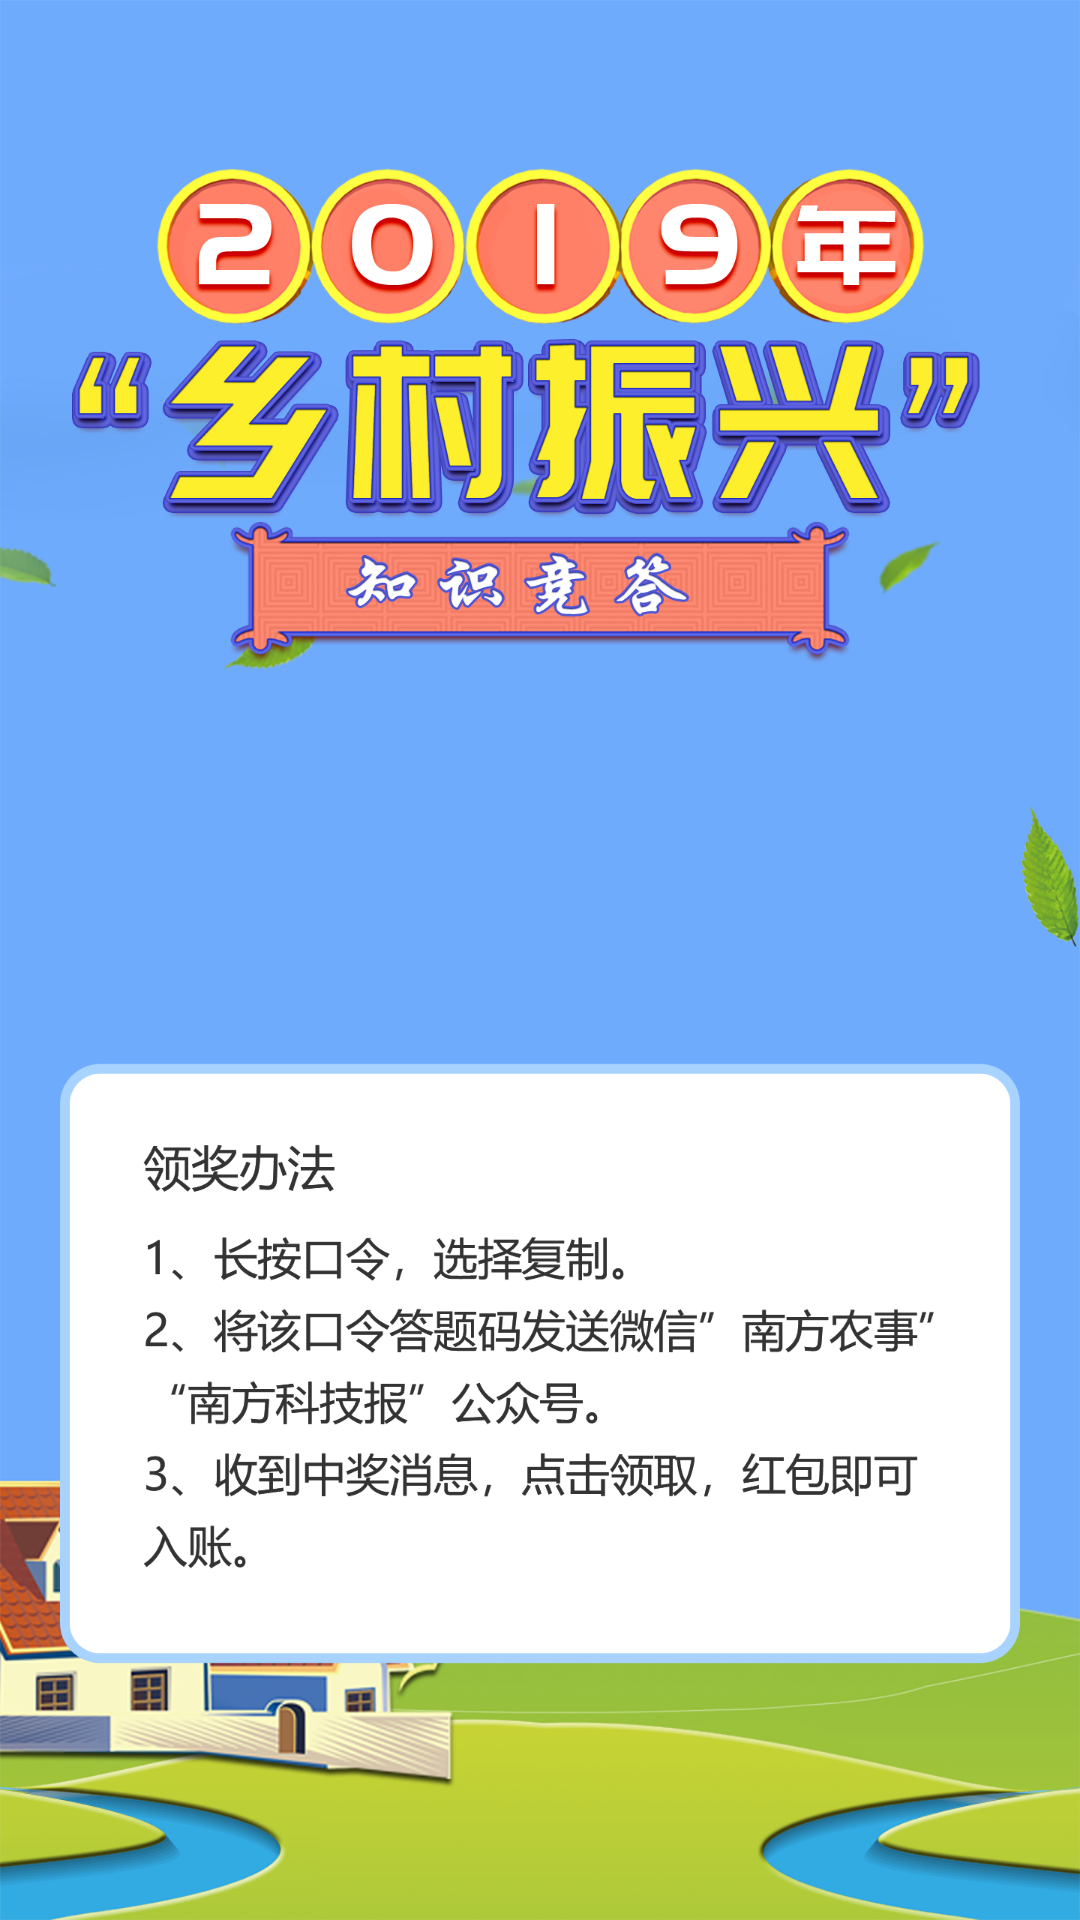 2019年
“乡村振兴”
知识竞答
领奖办法
1、长按口令，选择复制。
2、将该口令答题码发送微信”南方农事”
“南方科技报”公众号。
3、收到中奖消息，点击领取，红包即可
入账。